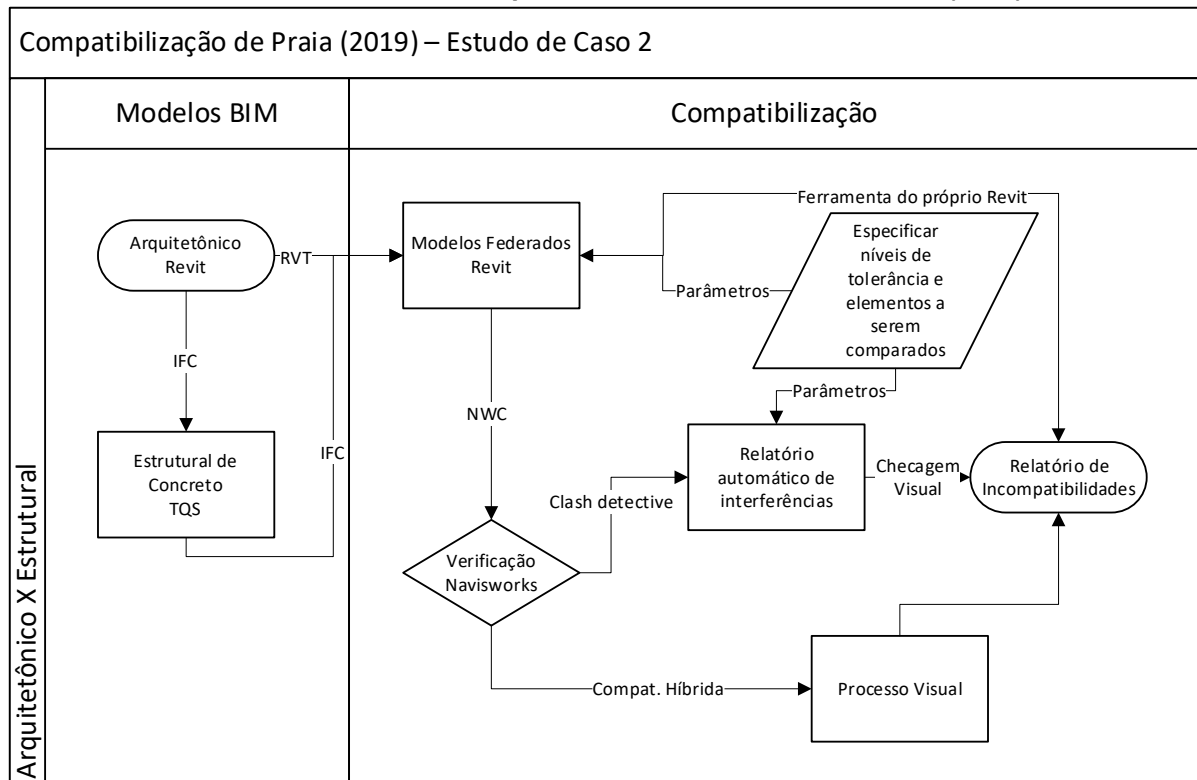 Compatibilização de Praia (2019) – Estudo de Caso 2
Modelos BIM
Compatibilização
Arquitetônico X Estrutural
Arquitetônico
Revit
RVT
IFC
Estrutural de
Concreto
TQS
IFC
Modelos Federados
Revit
Ferramenta do próprio Revit
Especificar
níveis de
tolerância e
elementos a
serem
comparados
Parâmetros
Parâmetros
NWC
Verificação
Navisworks
Clash detective
Relatório
automático de
interferências
Checagem
Visual
Relatório de
Incompatibilidades
Compat. Híbrida
Processo Visual